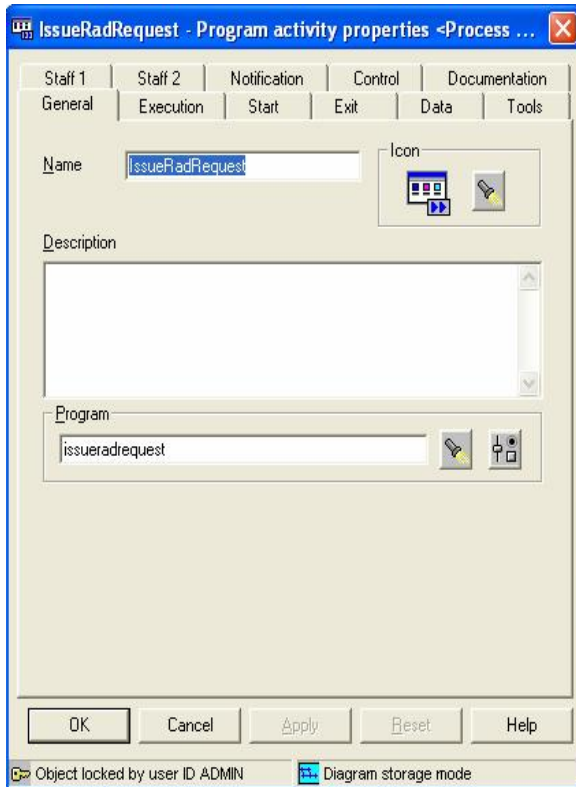 IssueRadRequest - Program activity properties <Process ...
Staff 1 Staff 2 Notification Control Documentation
General Execution Start Exit Data Tools
Name IssueRadRequest Icon
Description
Program
issueradrequest
OK Cancel Apply Reset Help
Object locked by user ID ADMIN Diagram storage mode